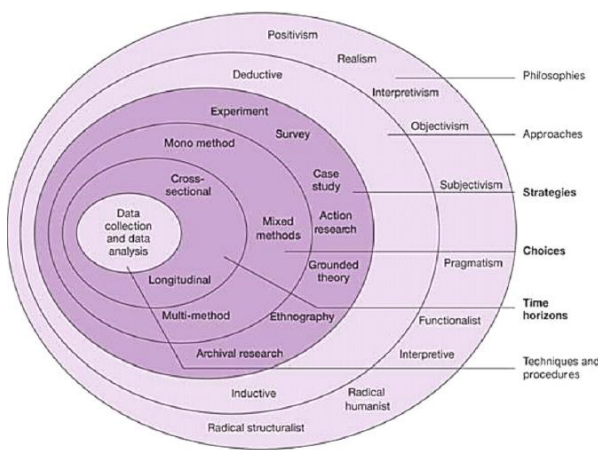 Positivism
Realism
Deductive
Interpretivism
Philosophies
Experiment
Objectivism
Survey
Approaches
Mono method
Case
study
Cross-
sectional
Subjectivism
Strategies
Data
collection
and data
analysis
Mixed
methods
Action
research
Choices
Grounded
theory
Pragmatism
Longitudinal
Time
horizons
Multi-method
Ethnography
Functionalist
Archival research
Interpretive
Techniques and
procedures
Inductive
Radical
humanist
Radical structuralist